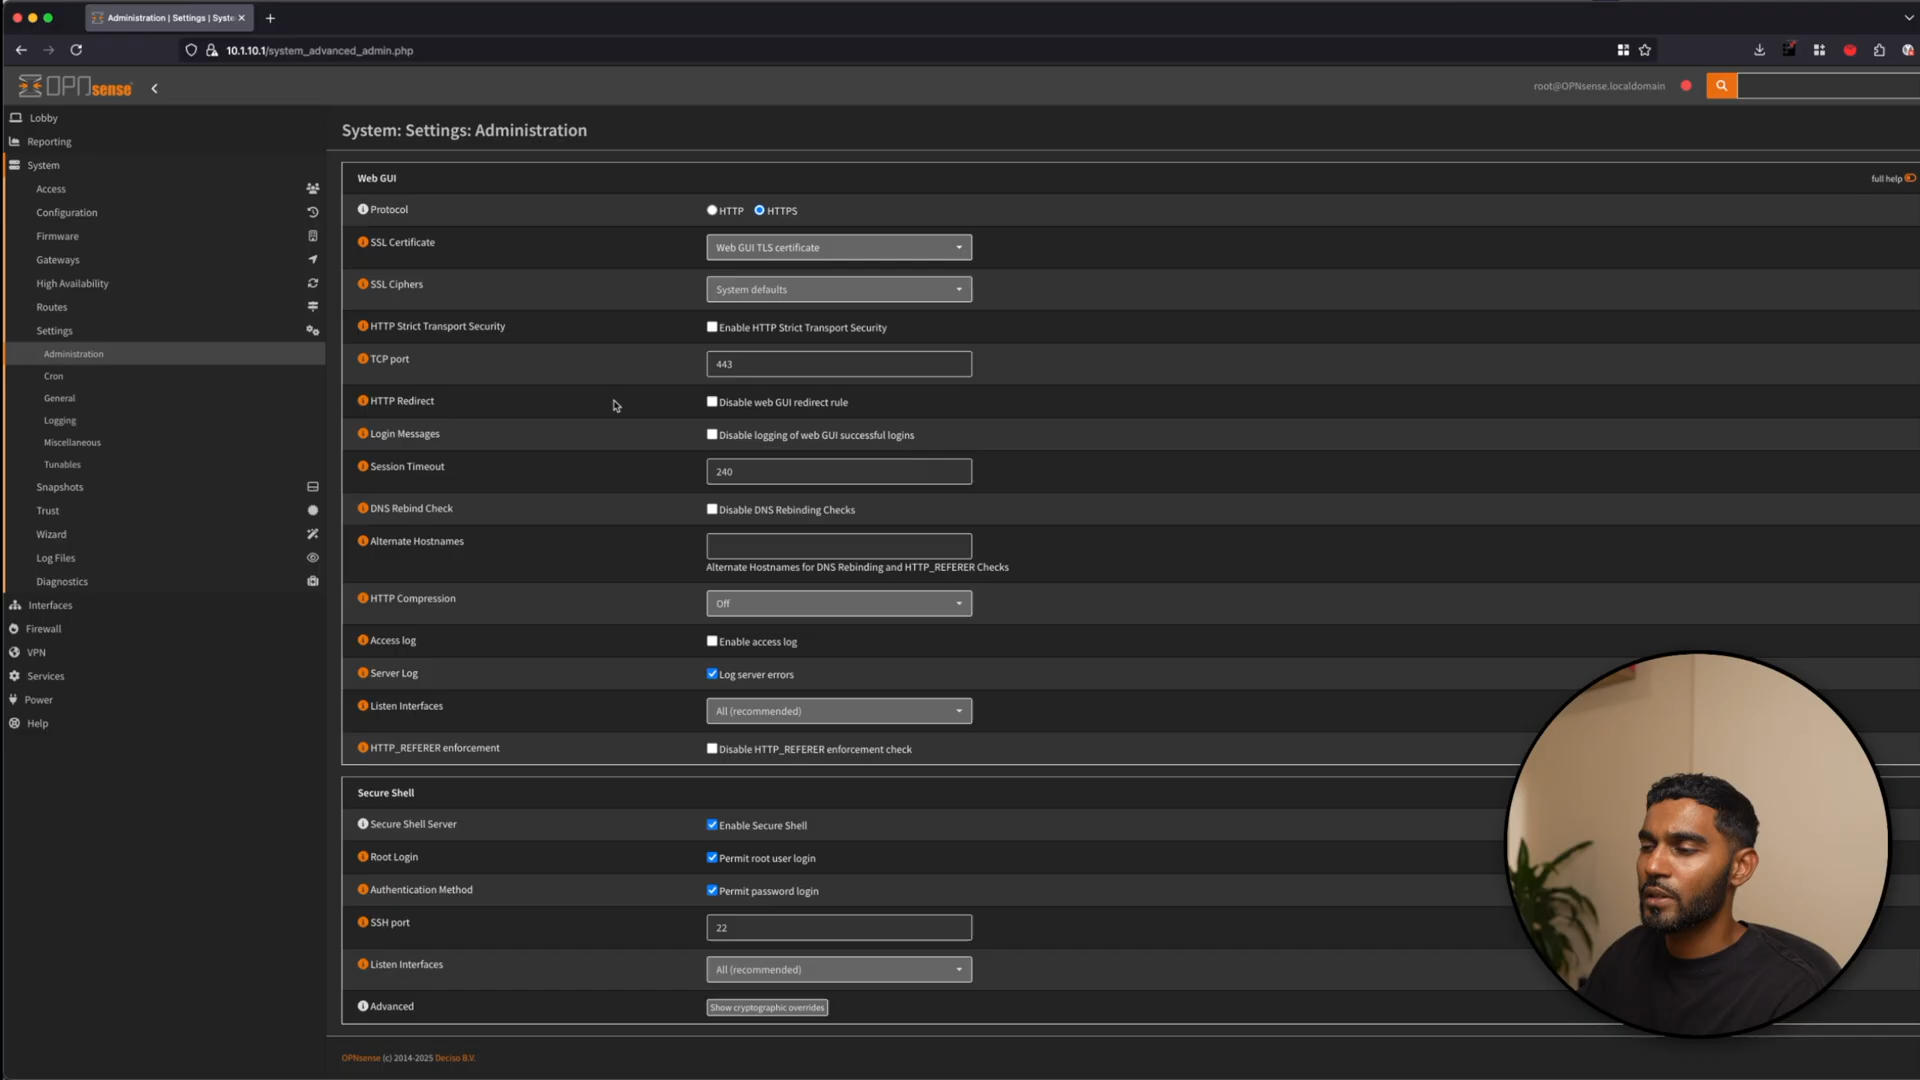 Administration | Settings | Syste
10.1.10.1/system_advanced_admin.php
OPNsense
root@OPNsense.localdomain
Lobby
Reporting
System
Access
Configuration
Firmware
Gateways
High Availability
Routes
Settings
Administration
Cron
General
Logging
Miscellaneous
Tunables
Snapshots
Trust
Wizard
Log Files
Diagnostics
Interfaces
Firewall
VPN
Services
Power
Help
System: Settings: Administration
Web GUI
full help
Protocol
HTTP HTTPS
SSL Certificate
Web GUI TLS certificate
SSL Ciphers
System defaults
HTTP Strict Transport Security
Enable HTTP Strict Transport Security
TCP port
443
HTTP Redirect
Disable web GUI redirect rule
Login Messages
Disable logging of web GUI successful logins
Session Timeout
240
DNS Rebind Check
Disable DNS Rebinding Checks
Alternate Hostnames
Alternate Hostnames for DNS Rebinding and HTTP_REFERER Checks
HTTP Compression
Off
Access log
Enable access log
Server Log
Log server errors
Listen Interfaces
All (recommended)
HTTP_REFERER enforcement
Disable HTTP_REFERER enforcement check
Secure Shell
Secure Shell Server
Enable Secure Shell
Root Login
Permit root user login
Authentication Method
Permit password login
SSH port
22
Listen Interfaces
All (recommended)
Advanced
Show cryptographic overrides
OPNsense (c) 2014-2025 Deciso B.V.